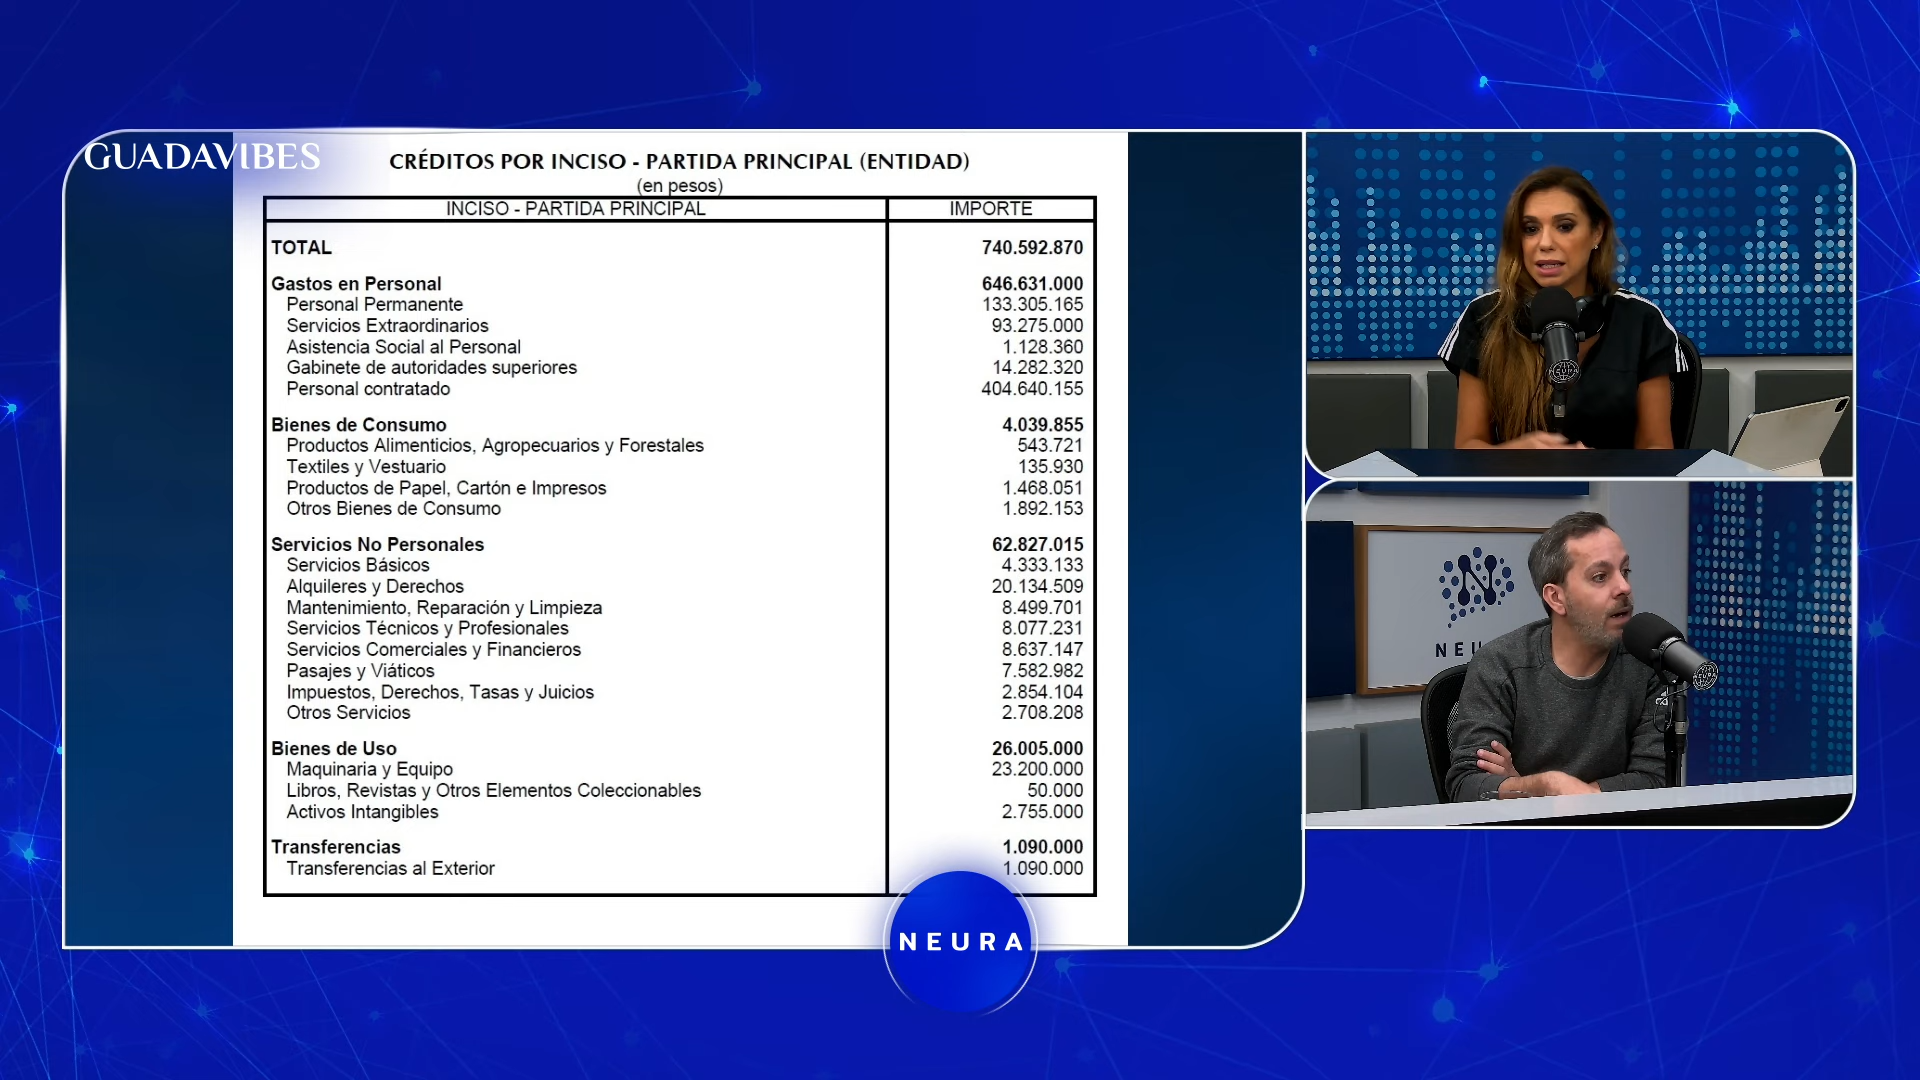 GUADAVIBES
CRÉDITOS POR INCISO - PARTIDA PRINCIPAL (ENTIDAD)
(en pesos)
INCISO - PARTIDA PRINCIPAL IMPORTE
TOTAL 740.592.870
Gastos en Personal 646.631.000
Personal Permanente 133.305.165
Servicios Extraordinarios 93.275.000
Asistencia Social al Personal 1.128.360
Gabinete de autoridades superiores 14.282.320
Personal contratado 404.640.155
Bienes de Consumo 4.039.855
Productos Alimenticios, Agropecuarios y Forestales 543.721
Textiles y Vestuario 135.930
Productos de Papel, Cartón e Impresos 1.468.051
Otros Bienes de Consumo 1.892.153
Servicios No Personales 62.827.015
Servicios Básicos 4.333.133
Alquileres y Derechos 20.134.509
Mantenimiento, Reparación y Limpieza 8.499.701
Servicios Técnicos y Profesionales 8.077.231
Servicios Comerciales y Financieros 8.637.147
Pasajes y Viáticos 7.582.982
Impuestos, Derechos, Tasas y Juicios 2.854.104
Otros Servicios 2.708.208
Bienes de Uso 26.005.000
Maquinaria y Equipo 23.200.000
Libros, Revistas y Otros Elementos Coleccionables 50.000
Activos Intangibles 2.755.000
Transferencias 1.090.000
Transferencias al Exterior 1.090.000
NEURA
NEURA
NEU
NEURA